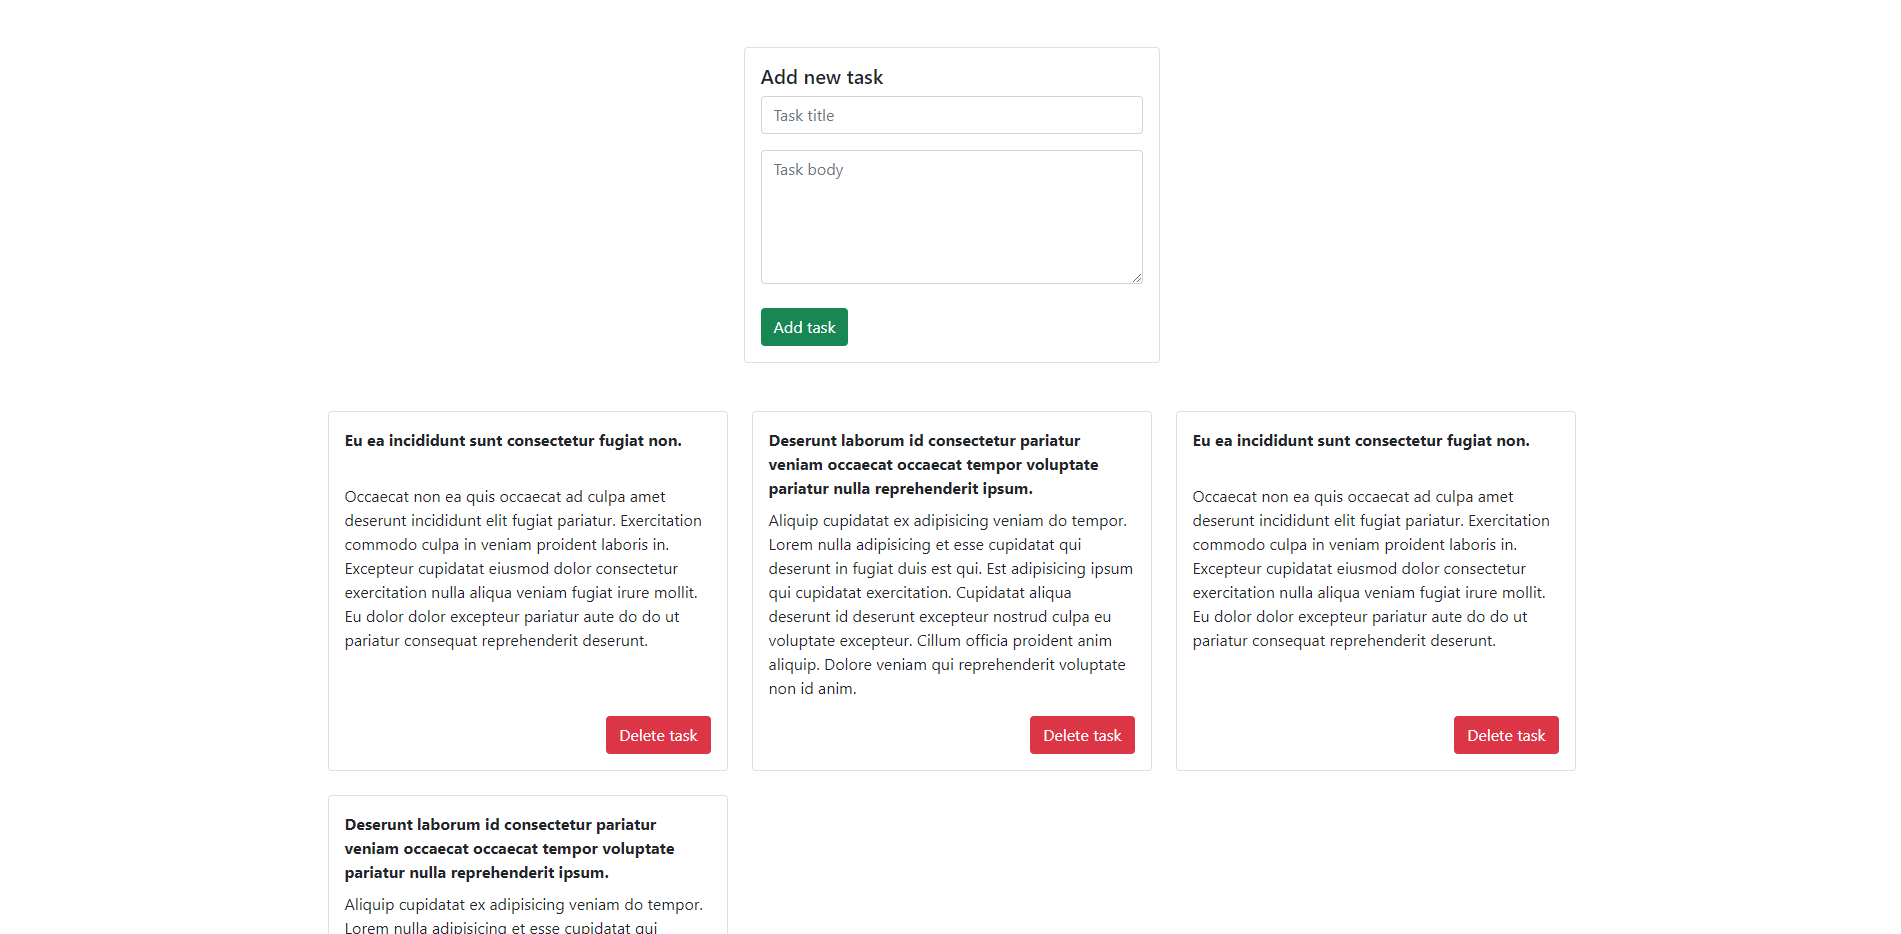 Add new task
Task title
Task body
Add task
Eu ea incididunt sunt consectetur fugiat non.
Occaecat non ea quis occaecat ad culpa amet
deserunt incididunt elit fugiat pariatur. Exercitation
commodo culpa in veniam proident laboris in.
Excepteur cupidatat eiusmod dolor consectetur
exercitation nulla aliqua veniam fugiat irure mollit.
Eu dolor dolor excepteur pariatur aute do do ut
pariatur consequat reprehenderit deserunt.
Delete task
Deserunt laborum id consectetur pariatur
veniam occaecat occaecat tempor voluptate
pariatur nulla reprehenderit ipsum.
Aliquip cupidatat ex adipisicing veniam do tempor.
Lorem nulla adipisicing et esse cupidatat qui
deserunt in fugiat duis est qui. Est adipisicing ipsum
qui cupidatat exercitation. Cupidatat aliqua
deserunt id deserunt excepteur nostrud culpa eu
voluptate excepteur. Cillum officia proident anim
aliquip. Dolore veniam qui reprehenderit voluptate
non id anim.
Delete task
Eu ea incididunt sunt consectetur fugiat non.
Occaecat non ea quis occaecat ad culpa amet
deserunt incididunt elit fugiat pariatur. Exercitation
commodo culpa in veniam proident laboris in.
Excepteur cupidatat eiusmod dolor consectetur
exercitation nulla aliqua veniam fugiat irure mollit.
Eu dolor dolor excepteur pariatur aute do do ut
pariatur consequat reprehenderit deserunt.
Delete task
Deserunt laborum id consectetur pariatur
veniam occaecat occaecat tempor voluptate
pariatur nulla reprehenderit ipsum.
Aliquip cupidatat ex adipisicing veniam do tempor.
Lorem nulla adipisicing et esse cupidatat qui